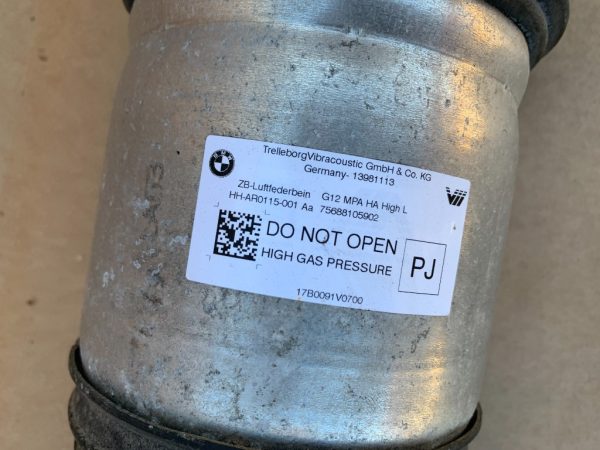 BMW
TrelleborgVibracoustic GmbH & Co. KG
Germany- 13981113
ZB-Luftfederbein G12 MPA HA High L
HH-AR0115-001 Aa 75688105902
DO NOT OPEN
HIGH GAS PRESSURE
PJ
17B0091V0700